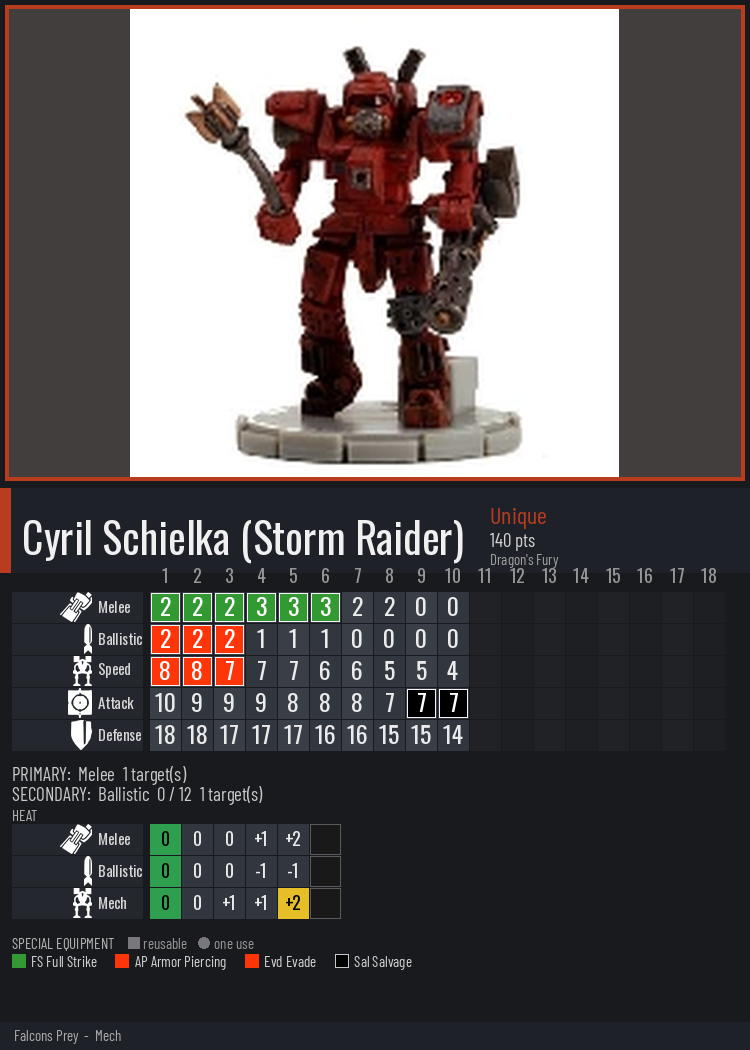 Cyril Schielka (Storm Raider)
Unique
140 pts
Dragon's Fury
1 2 3 4 5 6 7 8 9 10 11 12 13 14 15 16 17 18
Melee 2 2 2 3 3 3 2 2 0 0
Ballistic 2 2 2 1 1 1 0 0 0 0
Speed 8 8 7 7 7 6 6 5 5 4
Attack 10 9 9 9 8 8 8 7 7 7
Defense 18 18 17 17 17 16 16 15 15 14
PRIMARY: Melee 1 target(s)
SECONDARY: Ballistic 0 / 12 1 target(s)
HEAT
Melee 0 0 0 +1 +2
Ballistic 0 0 0 -1 -1
Mech 0 0 +1 +1 +2
SPECIAL EQUIPMENT reusable one use
FS Full Strike AP Armor Piercing Evd Evade Sal Salvage
Falcons Prey - Mech